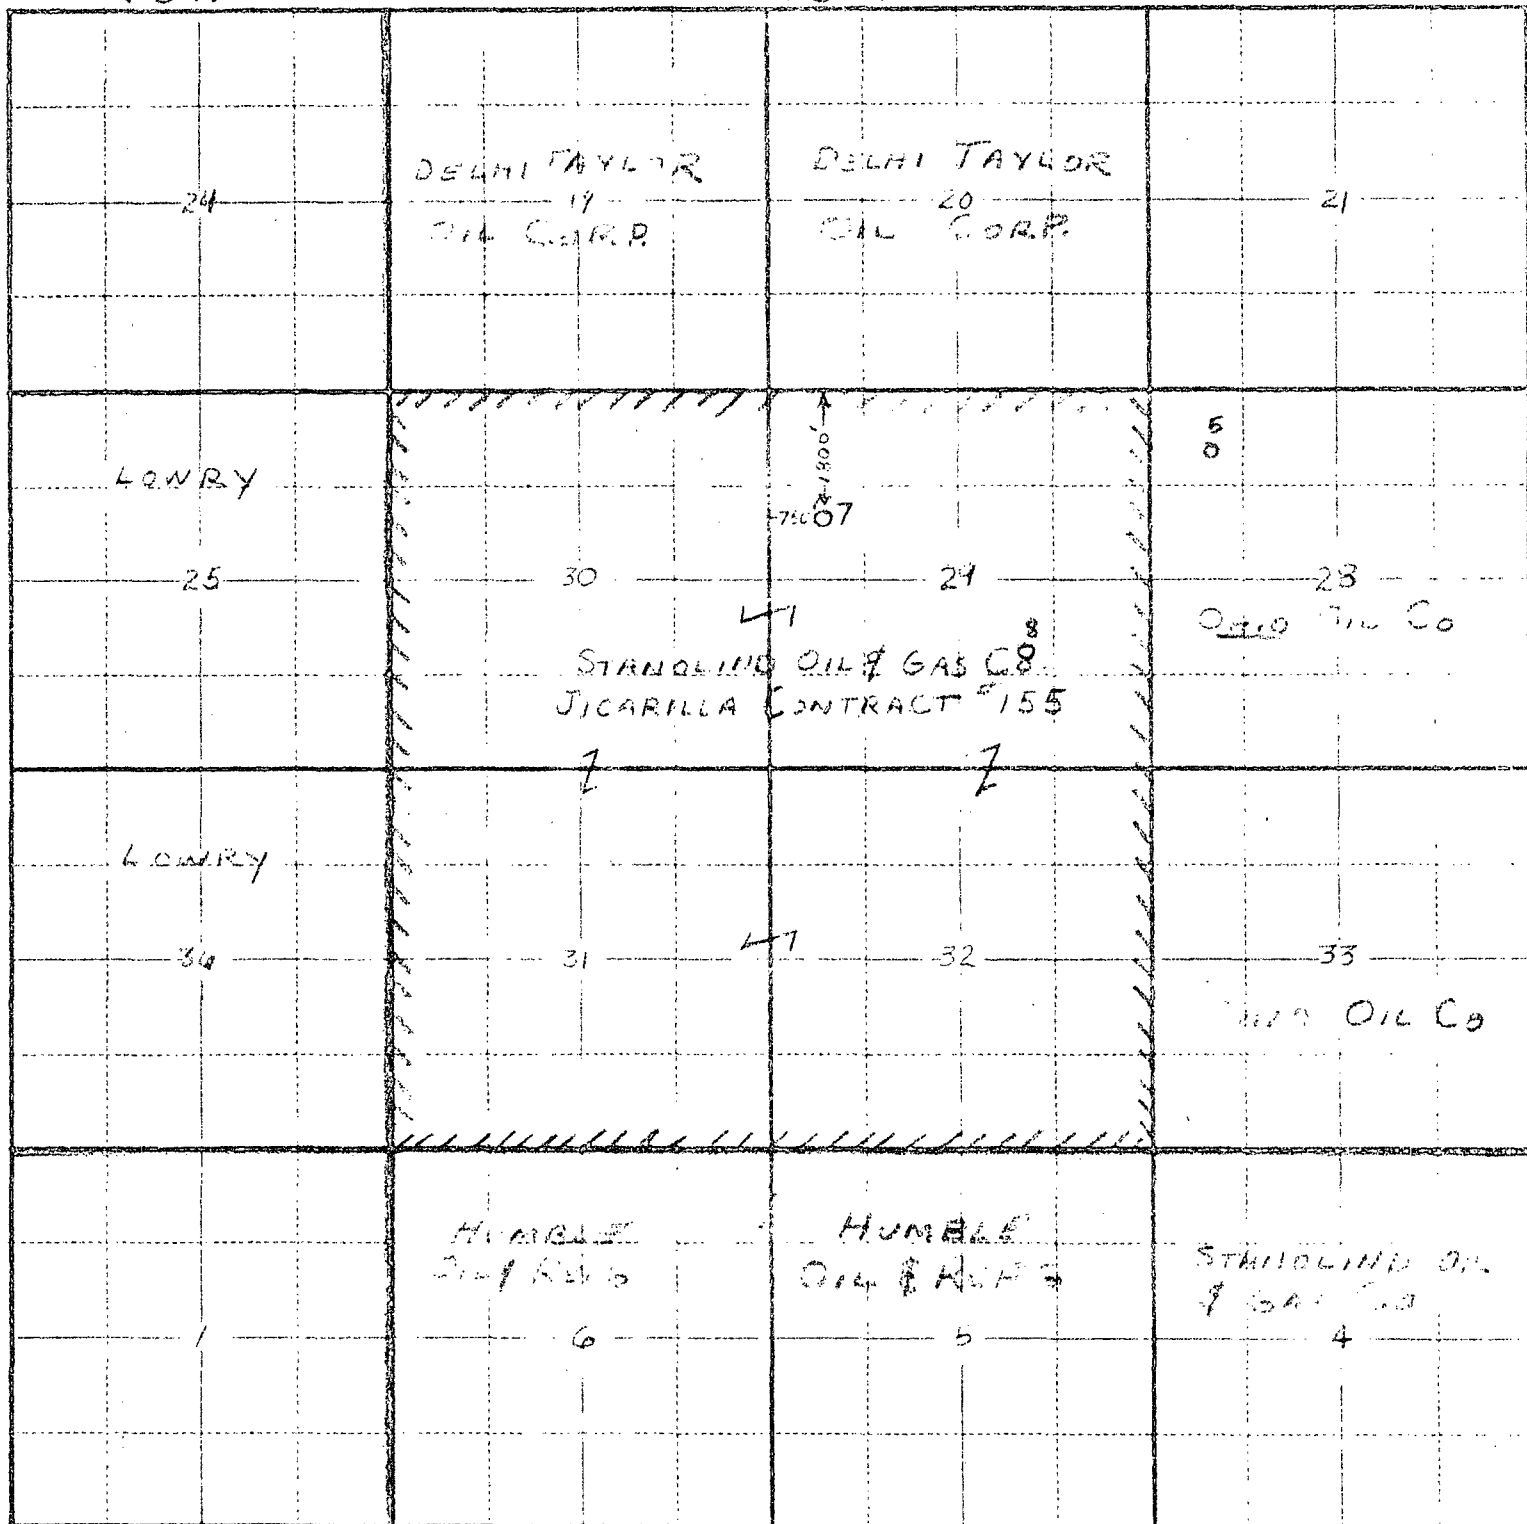 DELHI TAYLOR
19
OIL CORP.
DELHI TAYLOR
20
OIL CORP.
24
21
LOWRY
25
30
1800'
7
29
5
28
OHIO OIL CO
8
STANOLIND OIL & GAS CO.
JICARILLA CONTRACT #155
LOWRY
31
32
33
OIL CO
HUMBLE
OIL &
6
HUMBLE
OIL &
5
STANOLIND OIL
& GAS CO
4
1